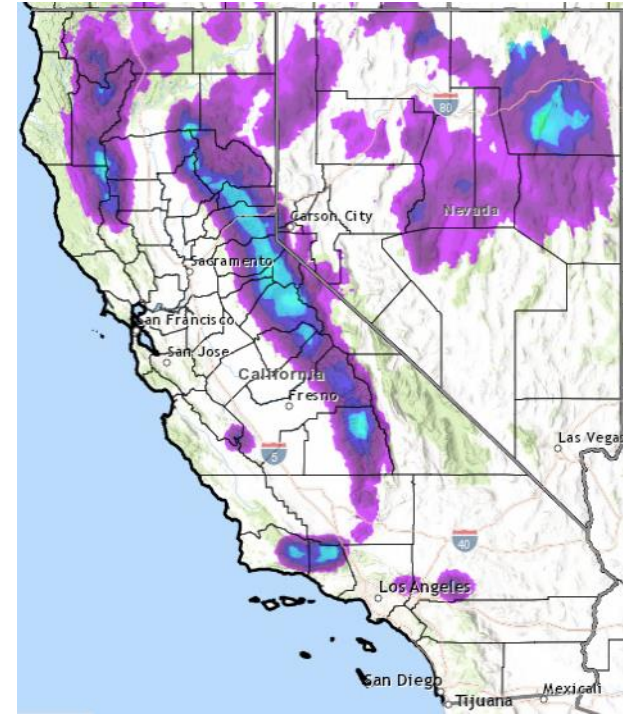 80
Nevada
Carson City
Sacramento
San Francisco
San Jose
California
Fresno
5
Las Vegas
40
Los Angeles
San Diego
Tijuana
Mexicali